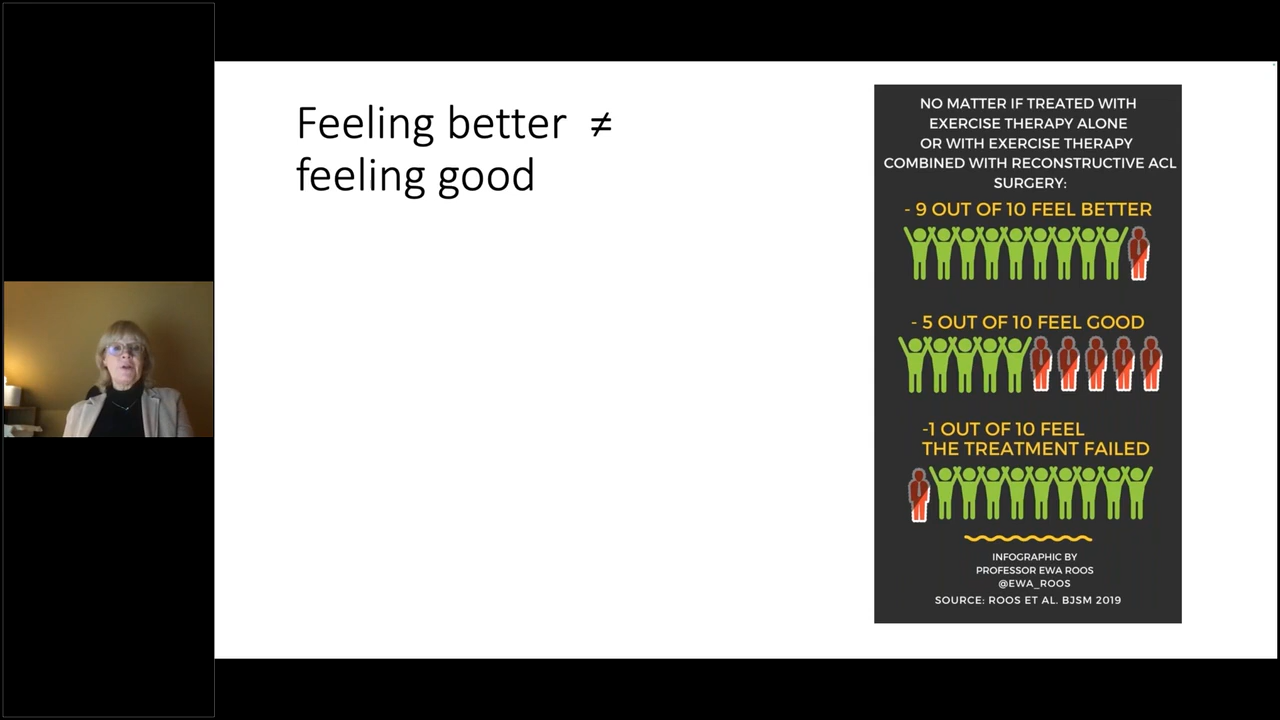 Feeling better ≠
feeling good
NO MATTER IF TREATED WITH
EXERCISE THERAPY ALONE
OR WITH EXERCISE THERAPY
COMBINED WITH RECONSTRUCTIVE ACL
SURGERY:
- 9 OUT OF 10 FEEL BETTER
- 5 OUT OF 10 FEEL GOOD
-1 OUT OF 10 FEEL
THE TREATMENT FAILED
INFOGRAPHIC BY
PROFESSOR EWA ROOS
@EWA_ROOS
SOURCE: ROOS ET AL. BJSM 2019